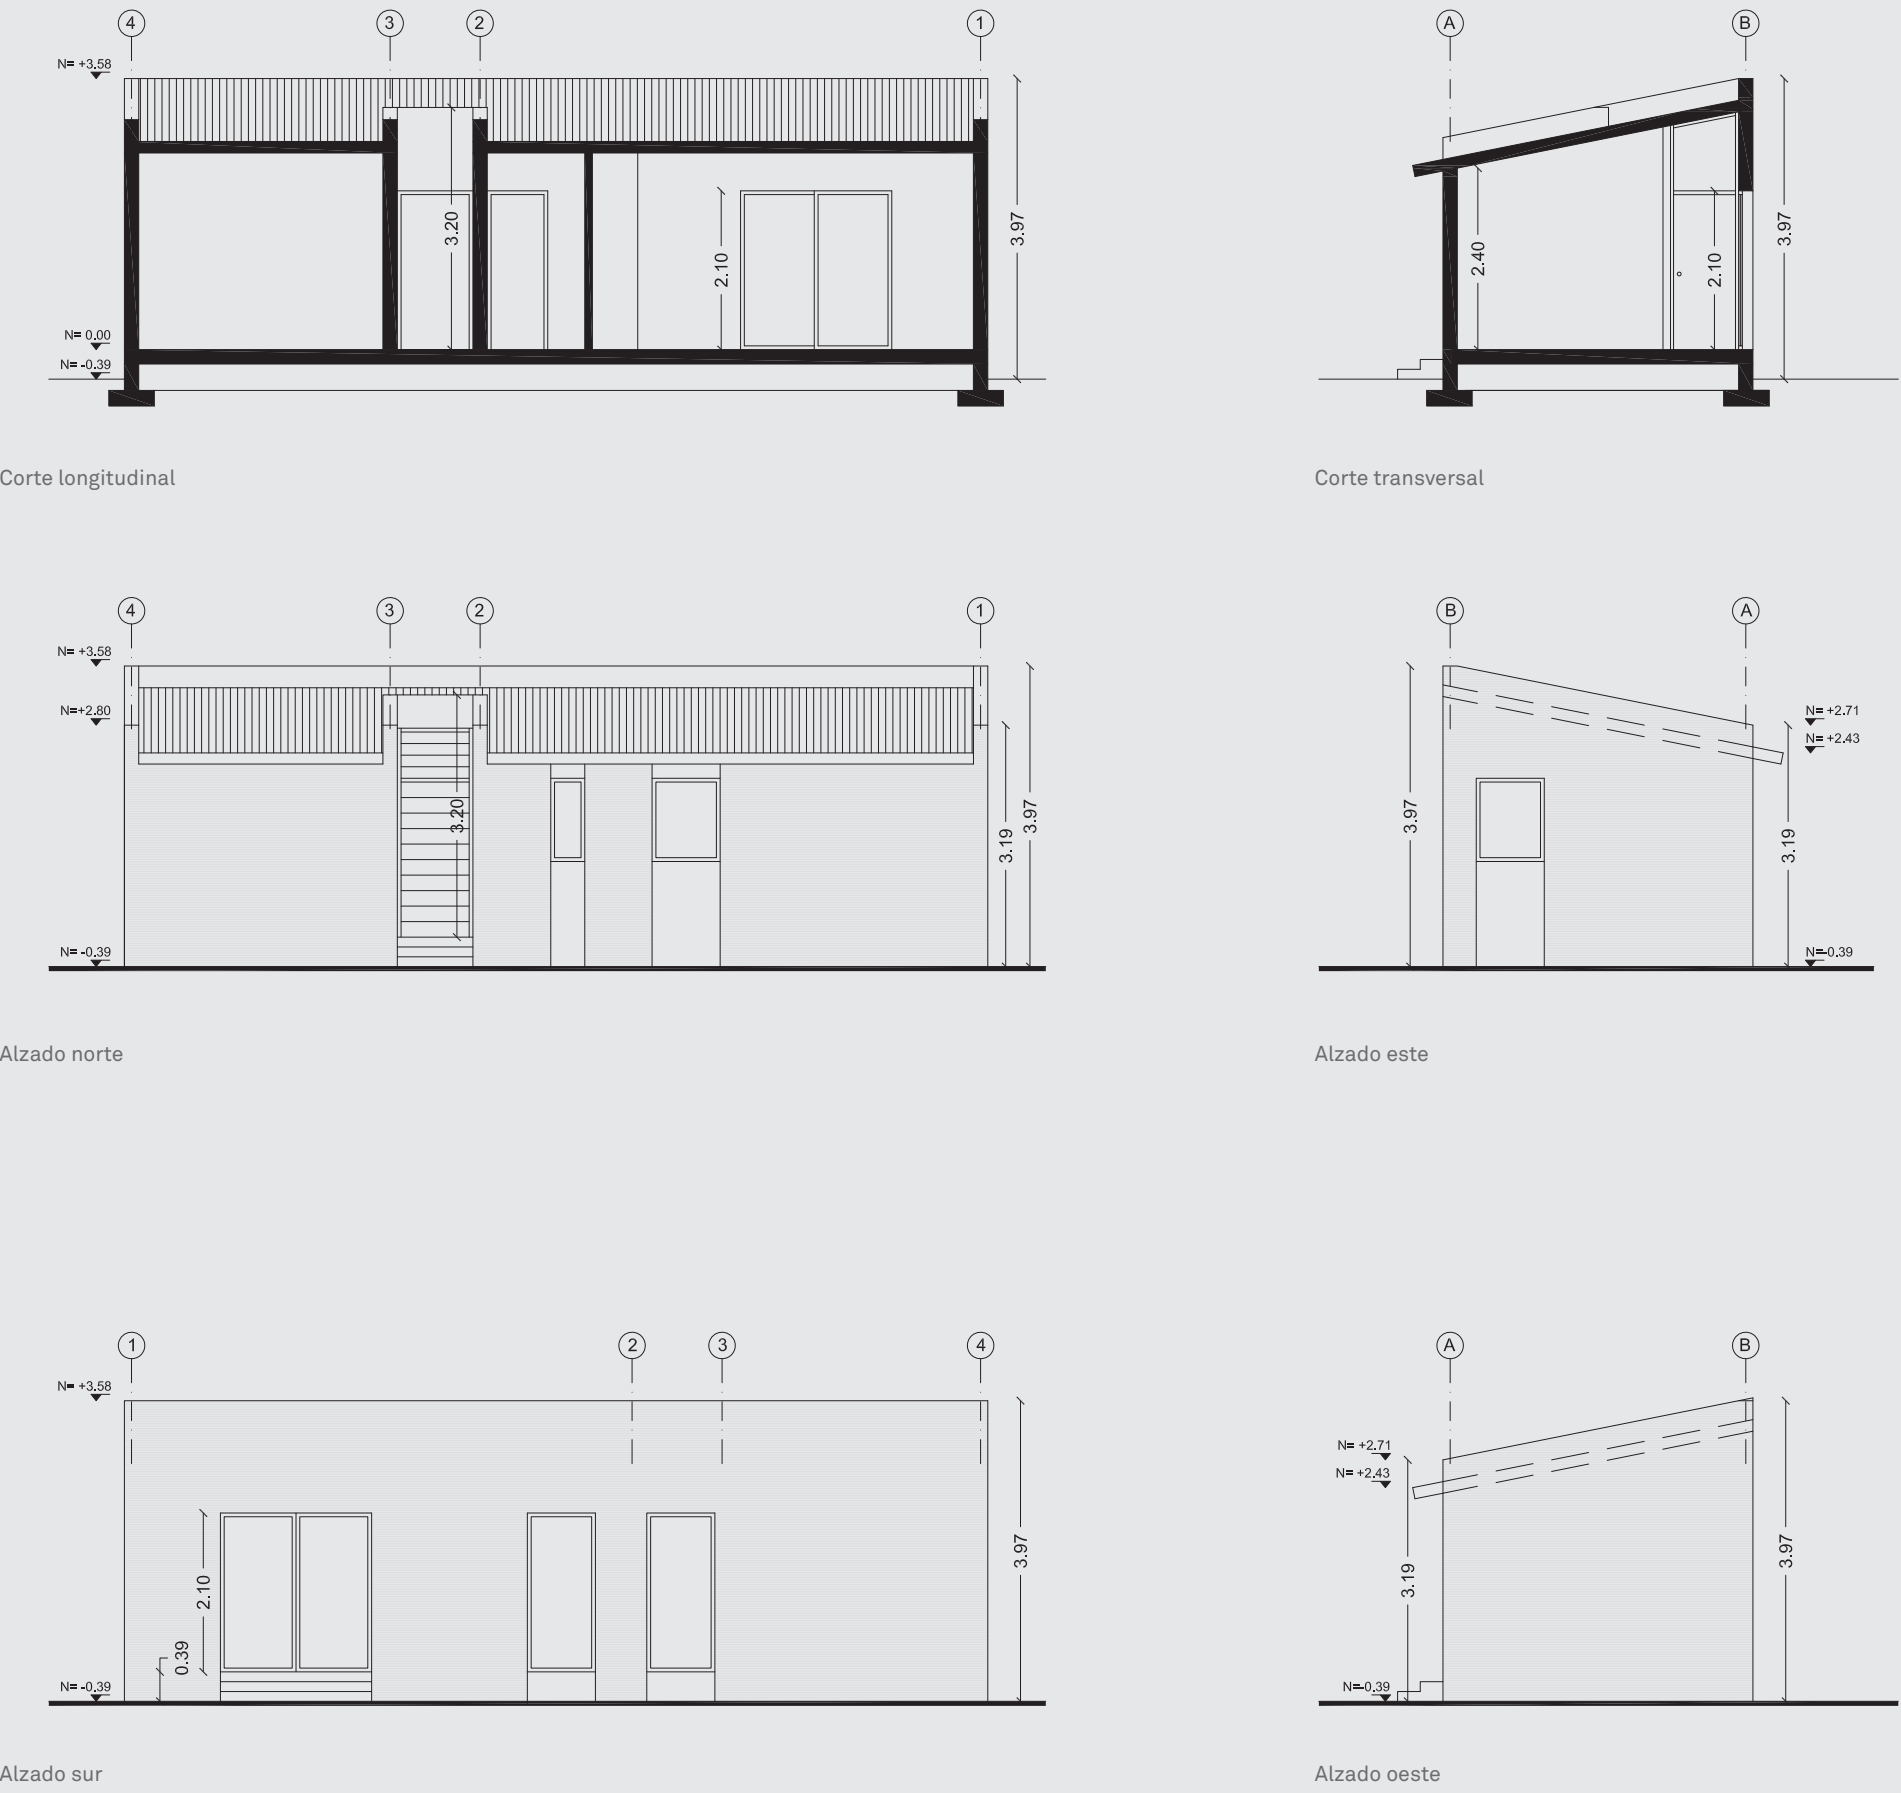 4 3 2 1
N= +3.58
3.20
2.10
3.97
N= 0.00
N= -0.39
Corte longitudinal
A B
2.40
2.10
3.97
Corte transversal
4 3 2 1
N= +3.58
N=+2.80
3.20
3.19
3.97
N= -0.39
Alzado norte
B A
N= +2.71
N= +2.43
3.97
3.19
N=-0.39
Alzado este
1 2 3 4
N= +3.58
2.10
0.39
3.97
N= -0.39
Alzado sur
A B
N= +2.71
N= +2.43
3.19
3.97
N=-0.39
Alzado oeste